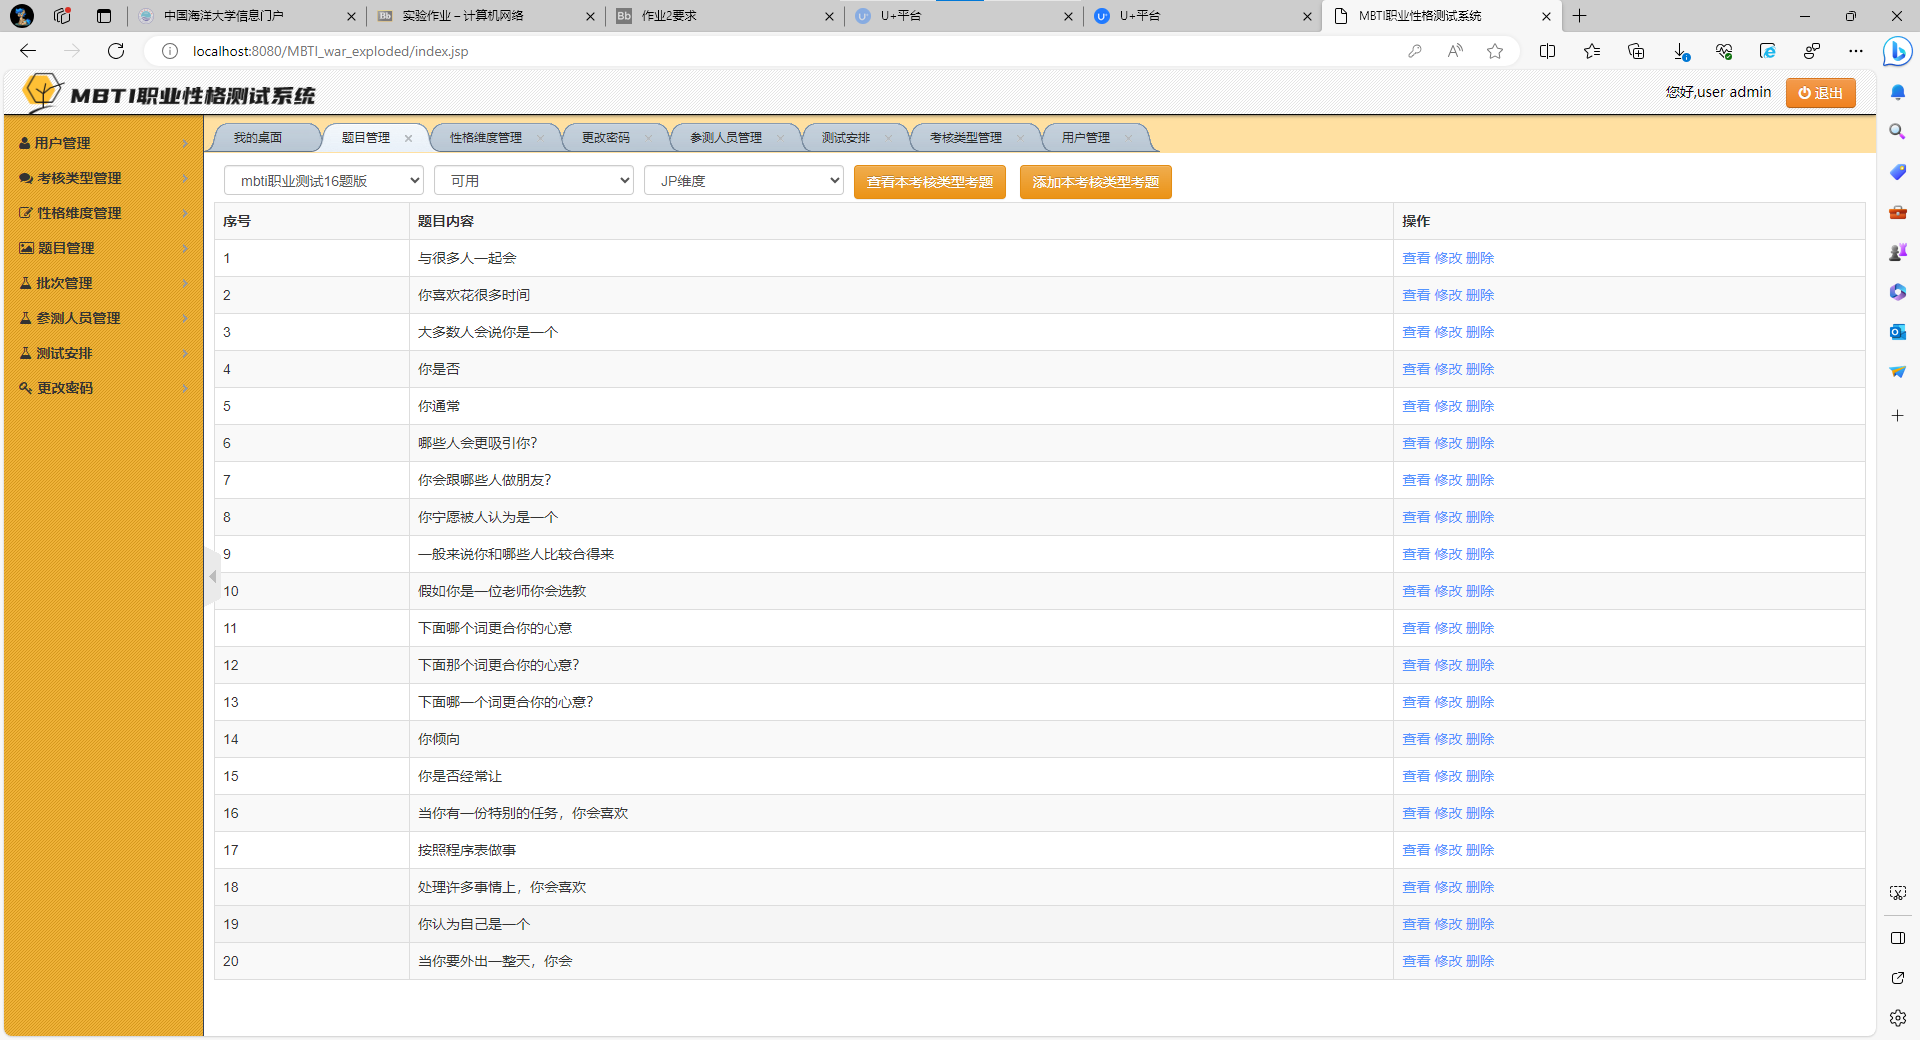 中国海洋大学信息门户
实验作业 – 计算机网络
作业2要求
U+平台
U+平台
MBTI职业性格测试系统
localhost:8080/MBTI_war_exploded/index.jsp
MBTI职业性格测试系统
您好,user admin
退出
用户管理
考核类型管理
性格维度管理
题目管理
批次管理
参测人员管理
测试安排
更改密码
我的桌面
题目管理
性格维度管理
更改密码
参测人员管理
测试安排
考核类型管理
用户管理
mbti职业测试16题版
可用
JP维度
查看本考核类型考题
添加本考核类型考题
序号 题目内容 操作
1 与很多人一起会 查看 修改 删除
2 你喜欢花很多时间 查看 修改 删除
3 大多数人会说你是一个 查看 修改 删除
4 你是否 查看 修改 删除
5 你通常 查看 修改 删除
6 哪些人会更吸引你？ 查看 修改 删除
7 你会跟哪些人做朋友？ 查看 修改 删除
8 你宁愿被人认为是一个 查看 修改 删除
9 一般来说你和哪些人比较合得来 查看 修改 删除
10 假如你是一位老师你会选教 查看 修改 删除
11 下面哪个词更合你的心意 查看 修改 删除
12 下面那个词更合你的心意？ 查看 修改 删除
13 下面哪一个词更合你的心意？ 查看 修改 删除
14 你倾向 查看 修改 删除
15 你是否经常让 查看 修改 删除
16 当你有一份特别的任务，你会喜欢 查看 修改 删除
17 按照程序表做事 查看 修改 删除
18 处理许多事情上，你会喜欢 查看 修改 删除
19 你认为自己是一个 查看 修改 删除
20 当你要外出一整天，你会 查看 修改 删除